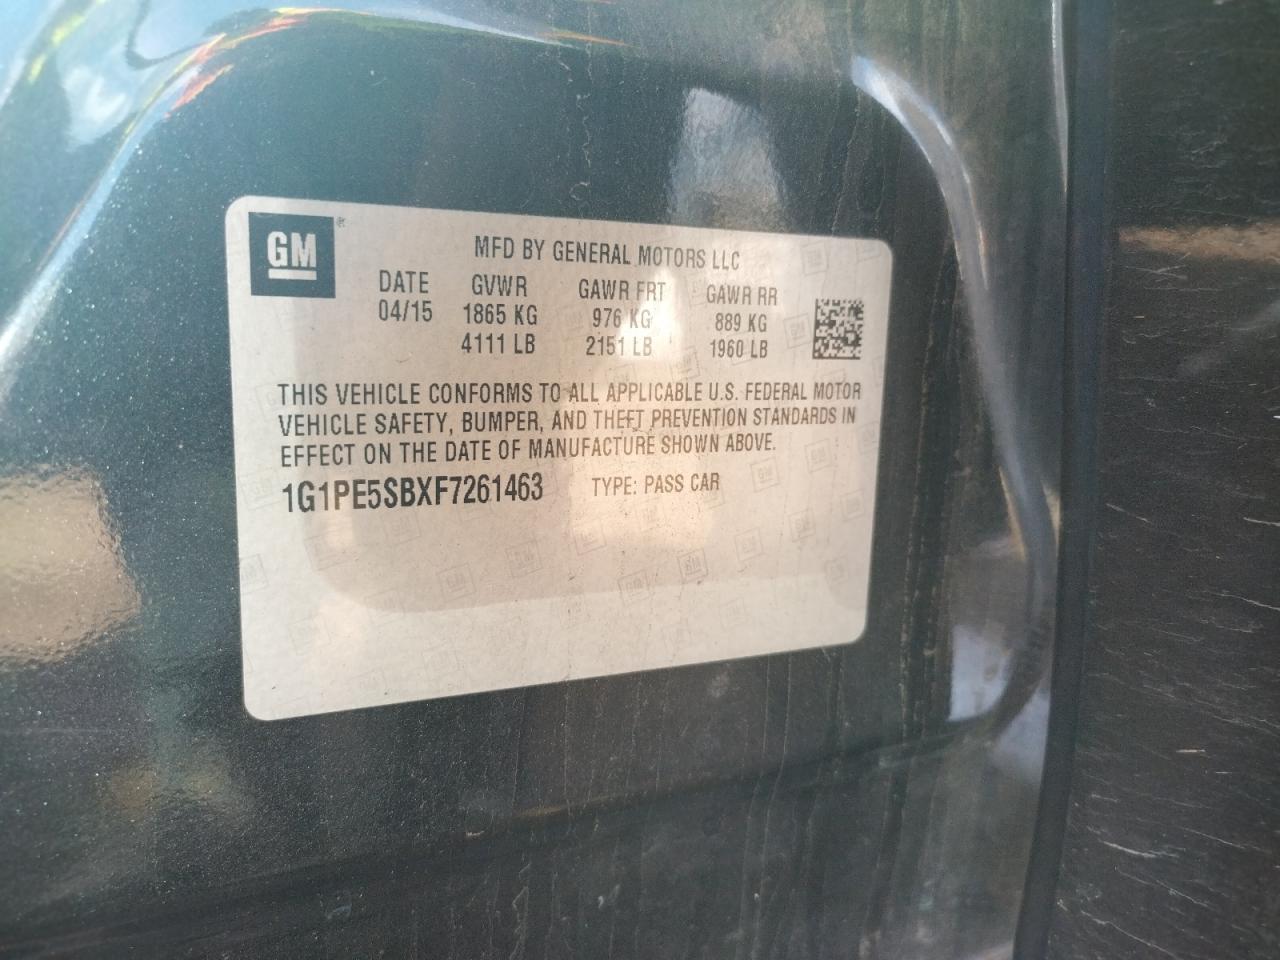 GM ®
MFD BY GENERAL MOTORS LLC
DATE GVWR GAWR FRT GAWR RR
04/15 1865 KG 976 KG 889 KG
4111 LB 2151 LB 1960 LB
THIS VEHICLE CONFORMS TO ALL APPLICABLE U.S. FEDERAL MOTOR
VEHICLE SAFETY, BUMPER, AND THEFT PREVENTION STANDARDS IN
EFFECT ON THE DATE OF MANUFACTURE SHOWN ABOVE.
1G1PE5SBXF7261463 TYPE: PASS CAR